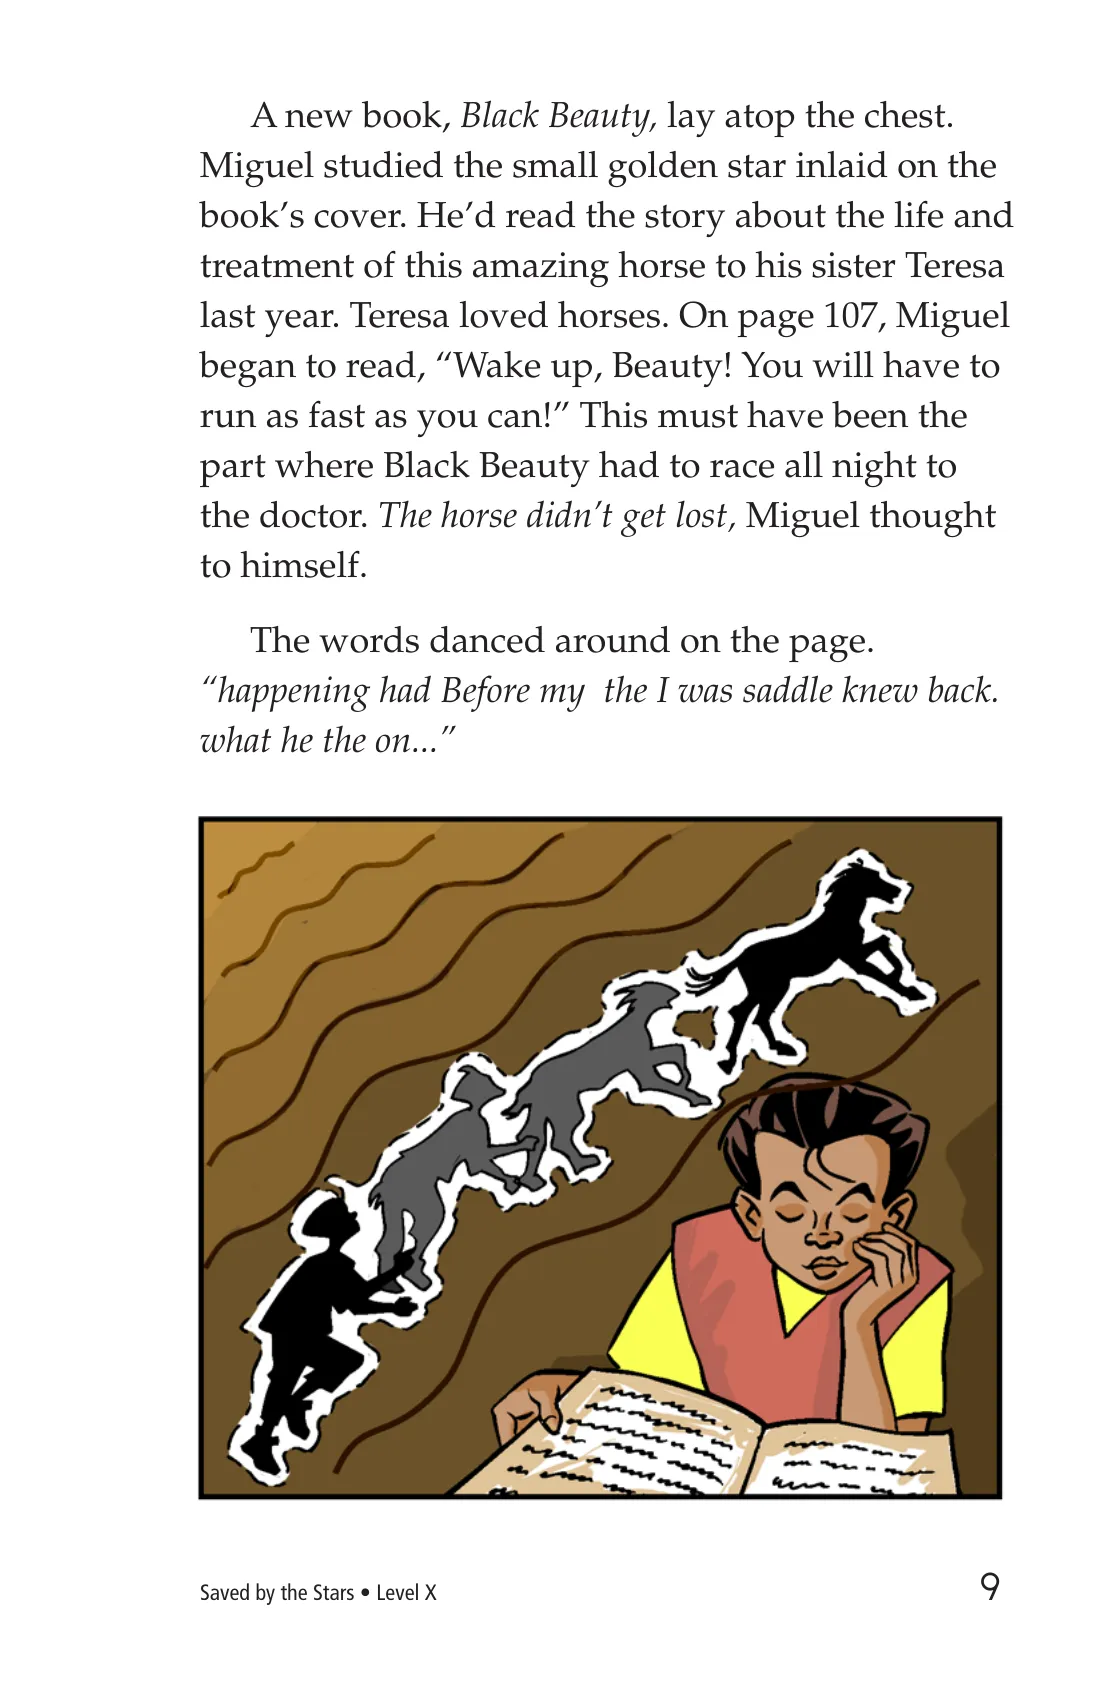 A new book, Black Beauty, lay atop the chest.
Miguel studied the small golden star inlaid on the
book’s cover. He’d read the story about the life and
treatment of this amazing horse to his sister Teresa
last year. Teresa loved horses. On page 107, Miguel
began to read, “Wake up, Beauty! You will have to
run as fast as you can!” This must have been the
part where Black Beauty had to race all night to
the doctor. The horse didn’t get lost, Miguel thought
to himself.
The words danced around on the page.
“happening had Before my  the I was saddle knew back.
what he the on...”
Saved by the Stars • Level X
9